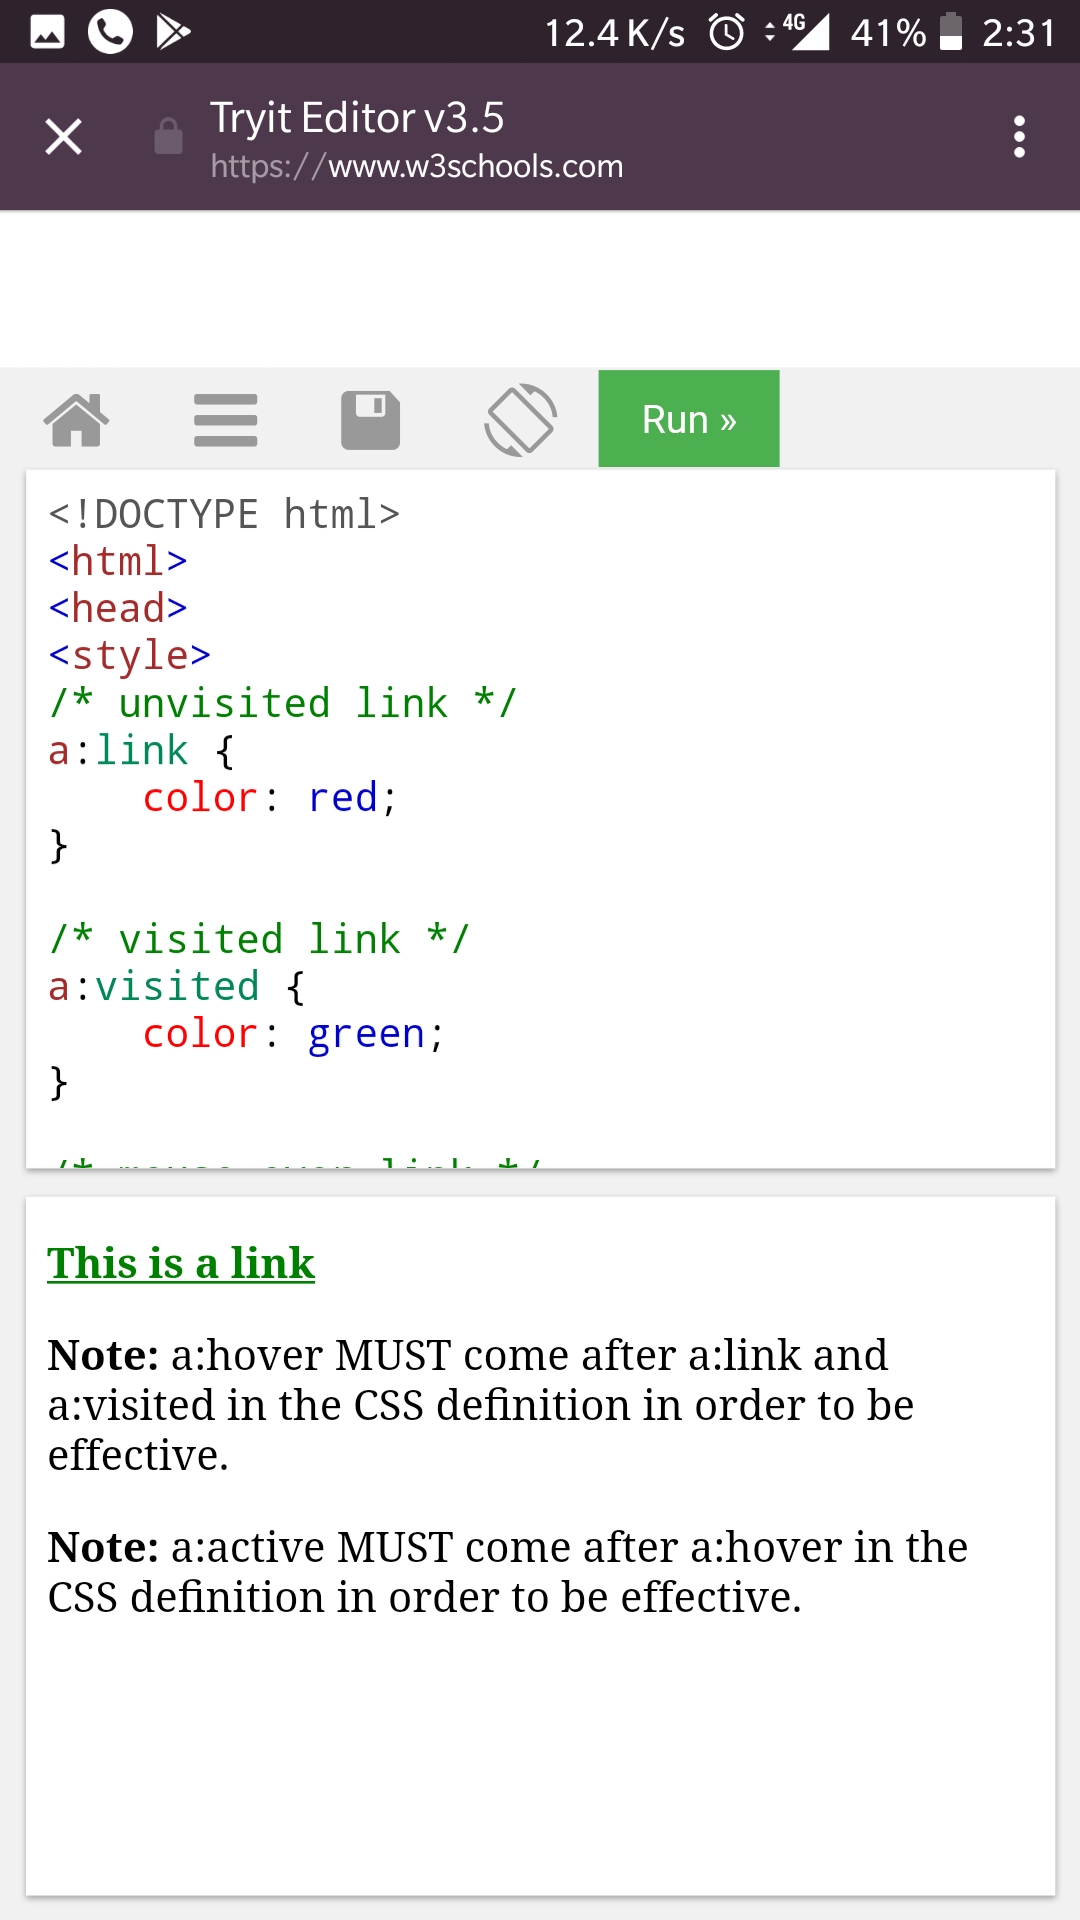 12.4 K/s 4G 41% 2:31
Tryit Editor v3.5
https://www.w3schools.com
Run »
<!DOCTYPE html>
<html>
<head>
<style>
/* unvisited link */
a:link {
    color: red;
}
/* visited link */
a:visited {
    color: green;
}
/* mouse over link */
This is a link
Note: a:hover MUST come after a:link and
a:visited in the CSS definition in order to be
effective.
Note: a:active MUST come after a:hover in the
CSS definition in order to be effective.